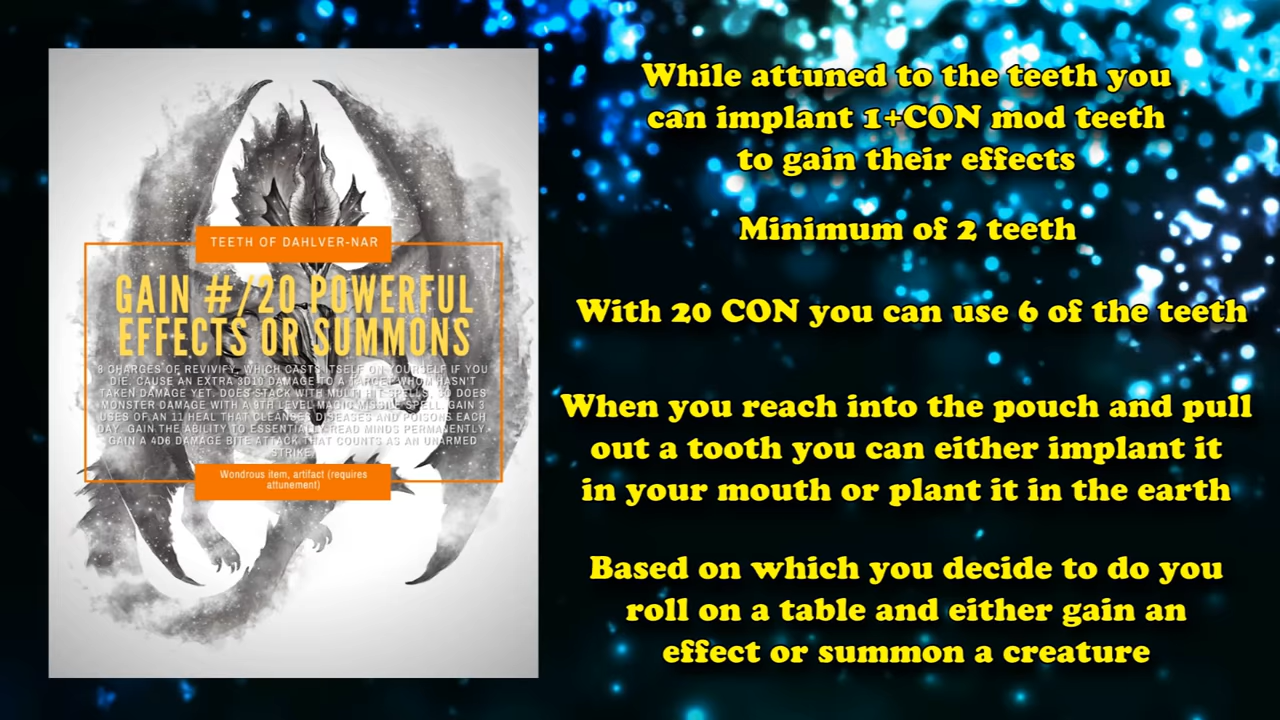 TEETH OF DAHLVER-NAR
GAIN #/20 POWERFUL
EFFECTS OR SUMMONS
8 CHARGES OF REVIVIFY, WHICH CASTS ITSELF ON YOURSELF IF YOU
DIE. CAUSE AN EXTRA 3D10 DAMAGE TO A TARGET WHOM HASN'T
TAKEN DAMAGE YET. DOES STACK WITH MULTI HIT SPELLS, SO DOES
MONSTER DAMAGE WITH A 9TH LEVEL MAGIC MISSILE SPELL. GAIN 3
USES OF AN 11 HEAL THAT CLEANSES DISEASES AND POISONS EACH
DAY. GAIN THE ABILITY TO ESSENTIALLY READ MINDS PERMANENTLY.
GAIN A 4D6 DAMAGE BITE ATTACK THAT COUNTS AS AN UNARMED
STRIKE.
Wondrous item, artifact (requires
attunement)
While attuned to the teeth you
can implant 1+CON mod teeth
to gain their effects
Minimum of 2 teeth
With 20 CON you can use 6 of the teeth
When you reach into the pouch and pull
out a tooth you can either implant it
in your mouth or plant it in the earth
Based on which you decide to do you
roll on a table and either gain an
effect or summon a creature